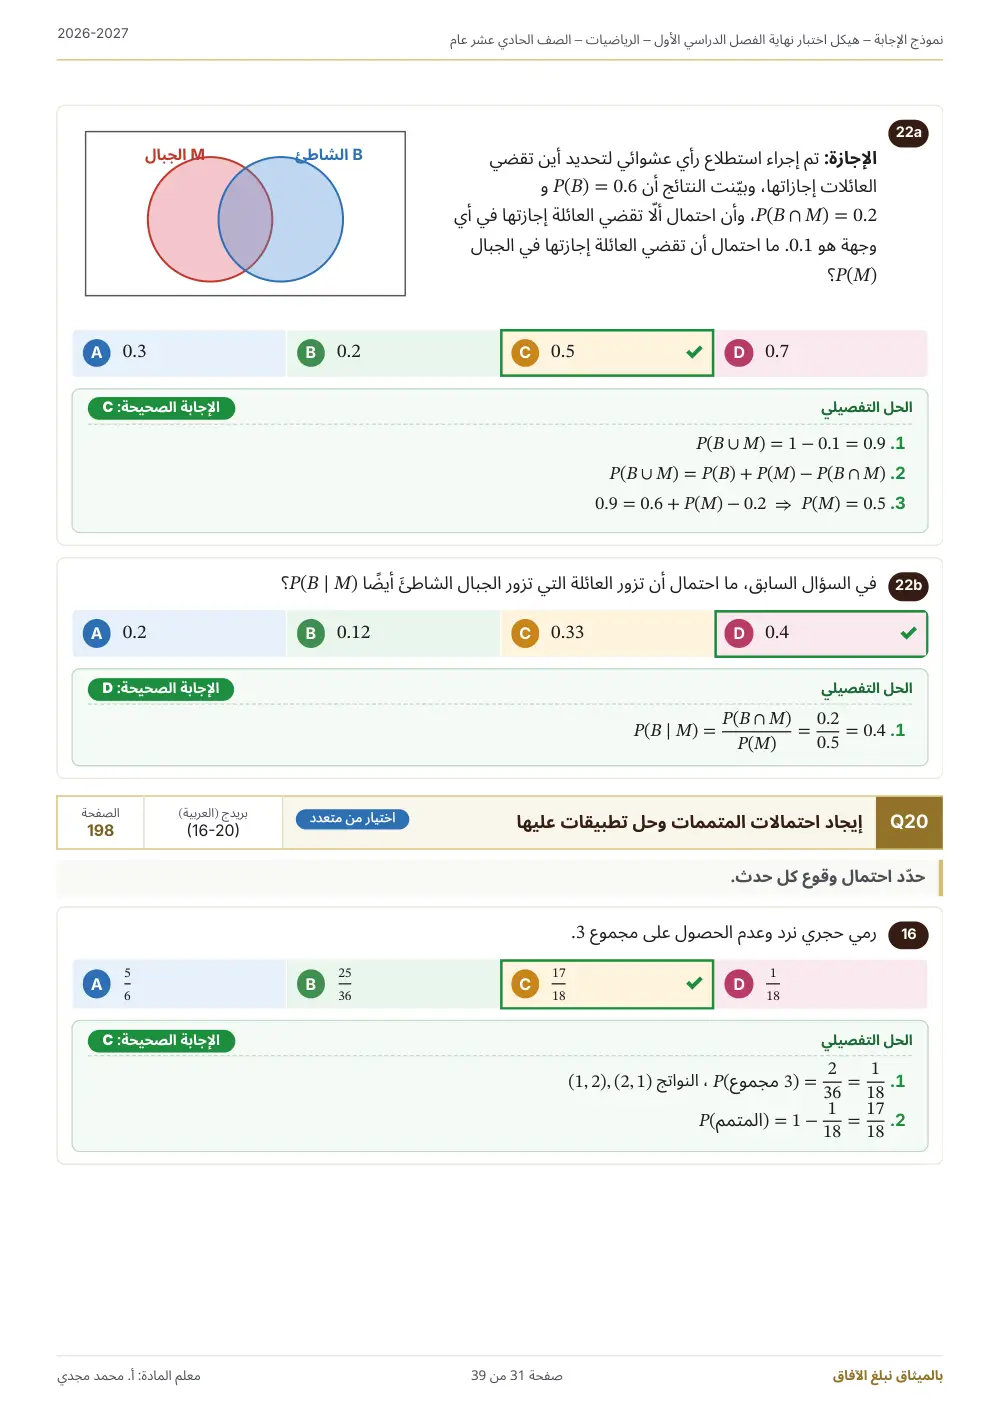 نموذج الإجابة – هيكل اختبار نهاية الفصل الدراسي الأول – الرياضيات – الصف الحادي عشر عام
2026-2027
22a
الإجازة: تم إجراء استطلاع رأي عشوائي لتحديد أين تقضي
العائلات إجازاتها، وبيّنت النتائج أن P(B) = 0.6 و
P(B ∩ M) = 0.2، وأن احتمال ألّا تقضي العائلة إجازتها في أي
وجهة هو 0.1. ما احتمال أن تقضي العائلة إجازتها في الجبال
P(M)؟
M الجبال
B الشاطئ
A 0.3
B 0.2
C 0.5 ✓
D 0.7
الحل التفصيلي
الإجابة الصحيحة: C
1. P(B ∪ M) = 1 − 0.1 = 0.9
2. P(B ∪ M) = P(B) + P(M) − P(B ∩ M)
3. 0.9 = 0.6 + P(M) − 0.2 ⇒ P(M) = 0.5
22b
في السؤال السابق، ما احتمال أن تزور العائلة التي تزور الجبال الشاطئَ أيضًا P(B | M)؟
A 0.2
B 0.12
C 0.33
D 0.4 ✓
الحل التفصيلي
الإجابة الصحيحة: D
1. P(B | M) = P(B ∩ M)/P(M) = 0.2/0.5 = 0.4
Q20
إيجاد احتمالات المتممات وحل تطبيقات عليها
اختيار من متعدد
بريدج (العربية)
(16-20)
الصفحة
198
حدّد احتمال وقوع كل حدث.
16
رمي حجري نرد وعدم الحصول على مجموع 3.
A 5/6
B 25/36
C 17/18 ✓
D 1/18
الحل التفصيلي
الإجابة الصحيحة: C
1. P(مجموع 3) = 2/36 = 1/18 ، النواتج (1, 2), (2, 1)
2. P(المتمم) = 1 − 1/18 = 17/18
بالميثاق نبلغ الآفاق
صفحة 31 من 39
معلم المادة: أ. محمد مجدي